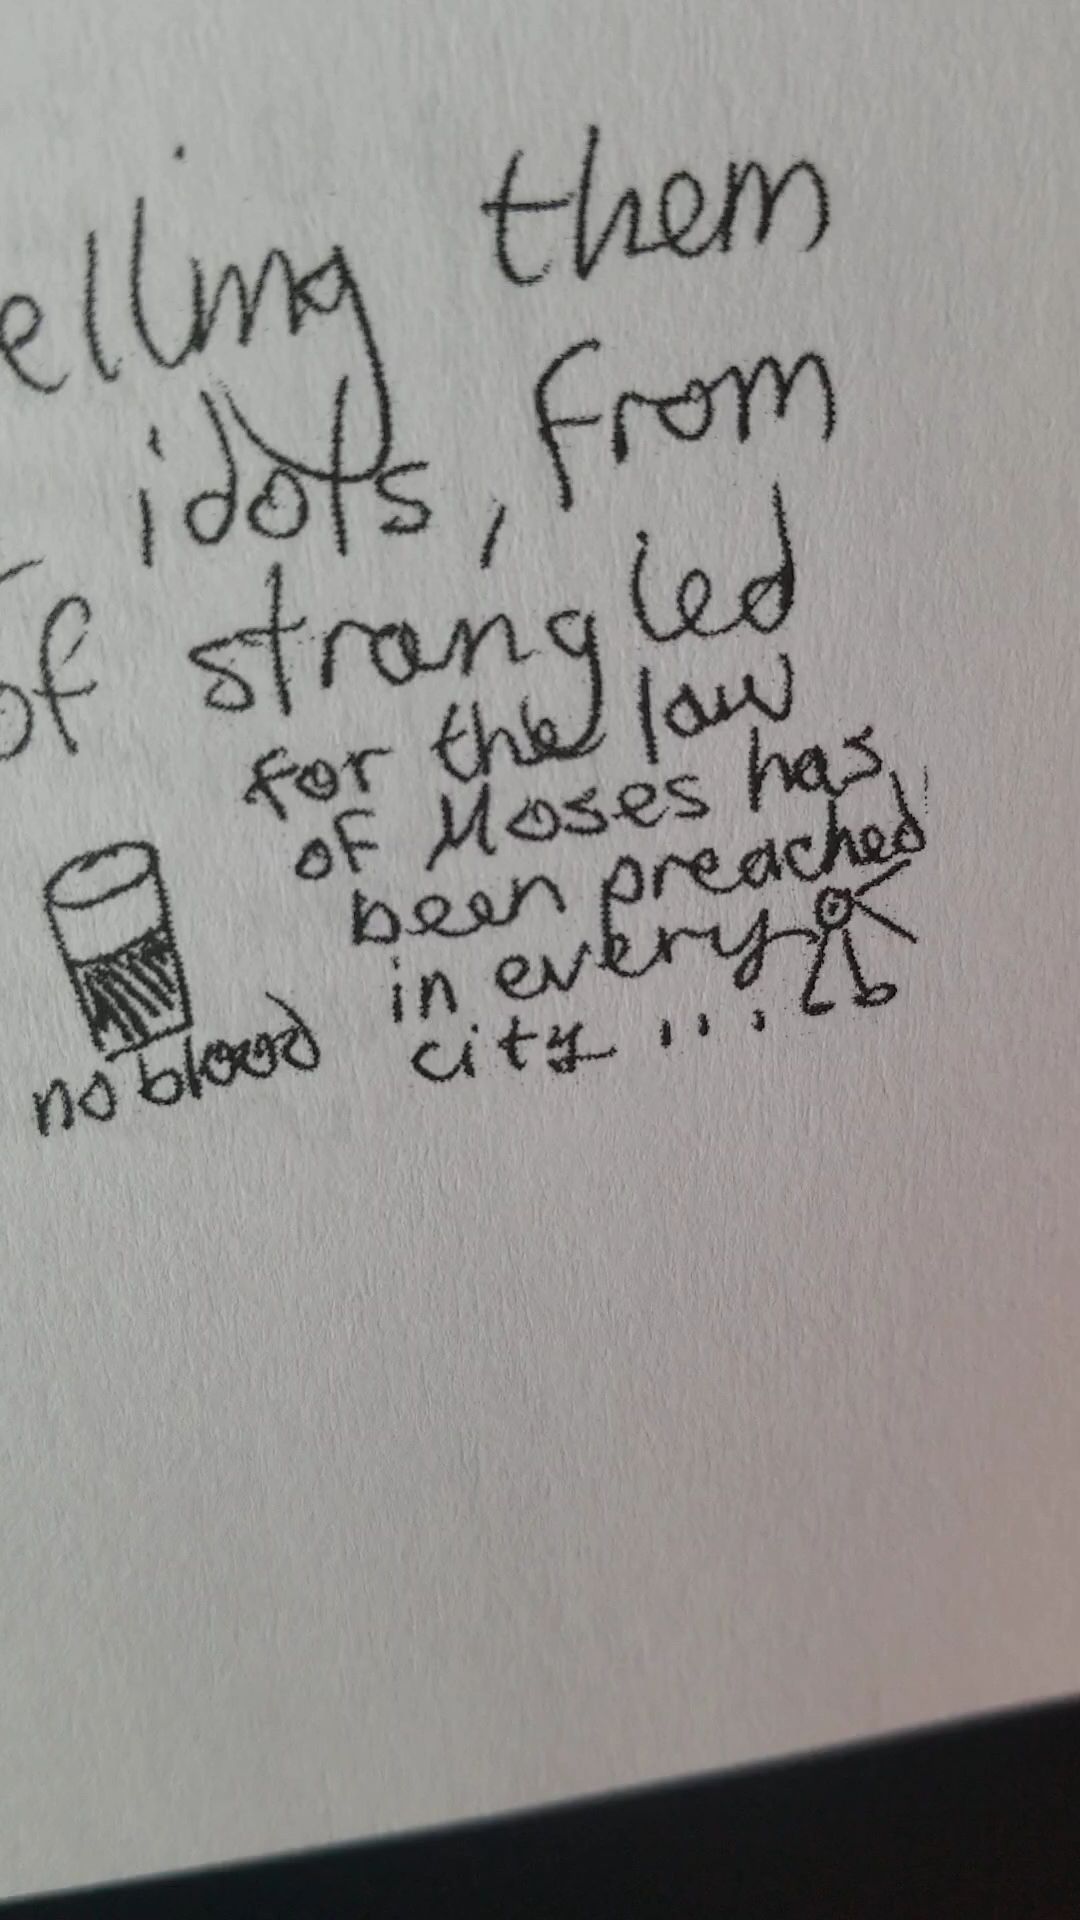 elling them
idols, from
of strangled
for the law
of Moses has
been preached
in every
city ...
no blood